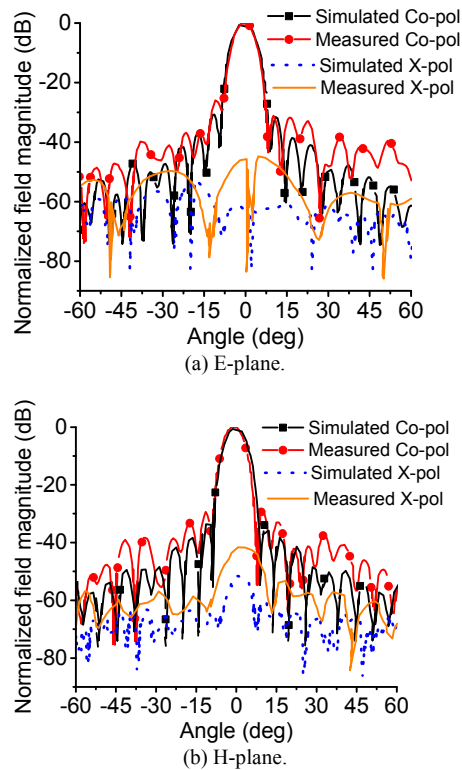 Simulated Co-pol
Measured Co-pol
Simulated X-pol
Measured X-pol
Normalized field magnitude (dB)
0
-20
-40
-60
-80
-60 -45 -30 -15 0 15 30 45 60
Angle (deg)
(a) E-plane.
Simulated Co-pol
Measured Co-pol
Simulated X-pol
Measured X-pol
Normalized field magnitude (dB)
0
-20
-40
-60
-80
-60 -45 -30 -15 0 15 30 45 60
Angle (deg)
(b) H-plane.